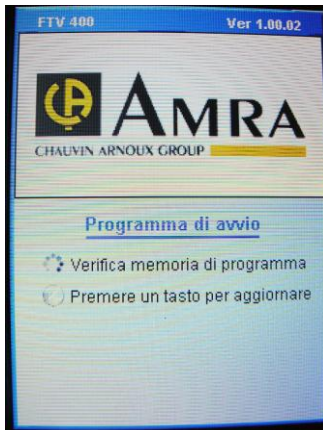 FTV 400 Ver 1.00.02
AMRA
CHAUVIN ARNOUX GROUP
Programma di avvio
Verifica memoria di programma
Premere un tasto per aggiornare